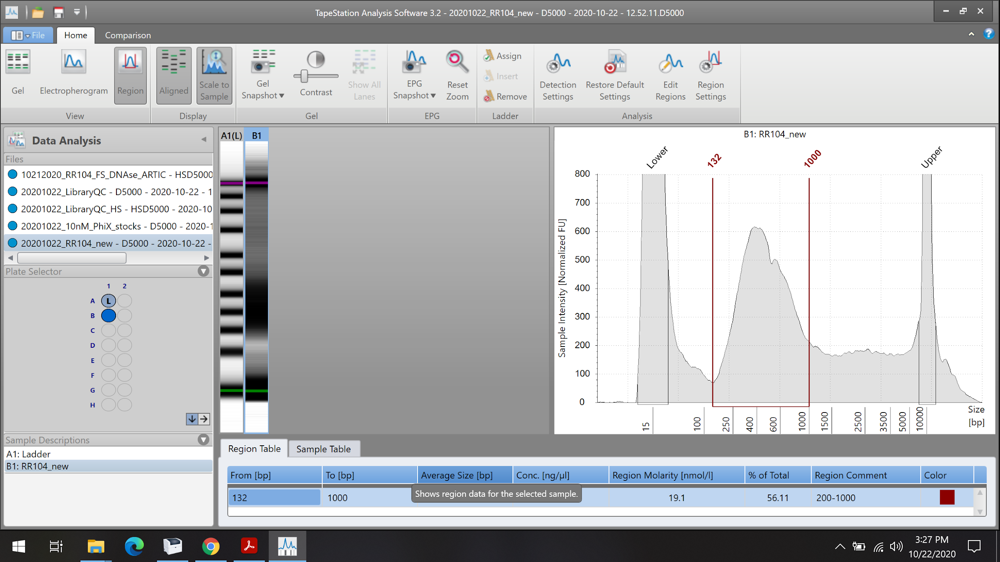 TapeStation Analysis Software 3.2 - 20201022_RR104_new - D5000 - 2020-10-22 - 12.52.11.D5000
File
Home
Comparison
Gel
Electropherogram
Region
View
Aligned
Scale to
Sample
Display
Gel
Snapshot
Contrast
Show All
Lanes
Gel
EPG
Snapshot
Reset
Zoom
EPG
Assign
Insert
Remove
Ladder
Detection
Settings
Restore Default
Settings
Edit
Regions
Region
Settings
Analysis
Data Analysis
Files
10212020_RR104_FS_DNAse_ARTIC - HSD5000
20201022_LibraryQC - D5000 - 2020-10-22 - 1
20201022_LibraryQC_HS - HSD5000 - 2020-10
20201022_10nM_PhiX_stocks - D5000 - 2020-1
20201022_RR104_new - D5000 - 2020-10-22 -
Plate Selector
1 2
A L
B
C
D
E
F
G
H
Sample Descriptions
A1: Ladder
B1: RR104_new
A1(L) B1
B1: RR104_new
Lower 132 1000 Upper
Sample Intensity [Normalized FU]
800
700
600
500
400
300
200
100
0
15 100 250 400 600 1000 1500 2500 3500 5000 10000
Size
[bp]
Region Table
Sample Table
From [bp] To [bp] Average Size [bp] Conc. [ng/µl] Region Molarity [nmol/l] % of Total Region Comment Color
132 1000 19.1 56.11 200-1000
Shows region data for the selected sample.
3:27 PM
10/22/2020